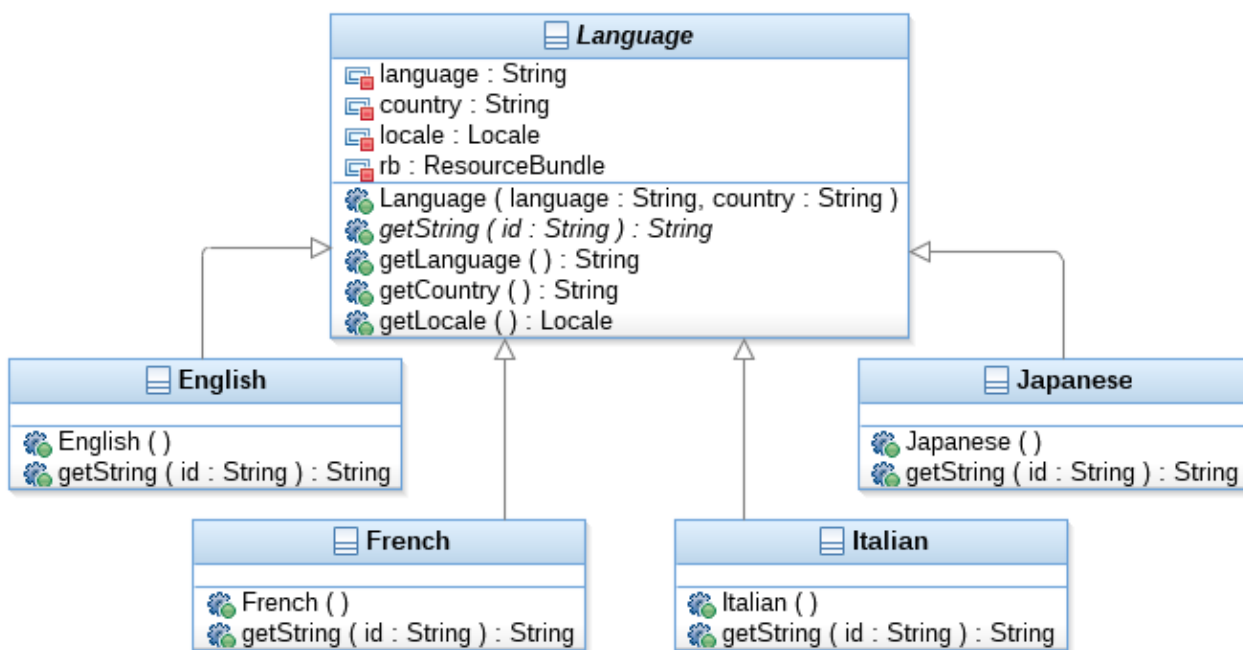 Language
language : String
country : String
locale : Locale
rb : ResourceBundle
Language ( language : String, country : String )
getString ( id : String ) : String
getLanguage ( ) : String
getCountry ( ) : String
getLocale ( ) : Locale
English
English ( )
getString ( id : String ) : String
Japanese
Japanese ( )
getString ( id : String ) : String
French
French ( )
getString ( id : String ) : String
Italian
Italian ( )
getString ( id : String ) : String